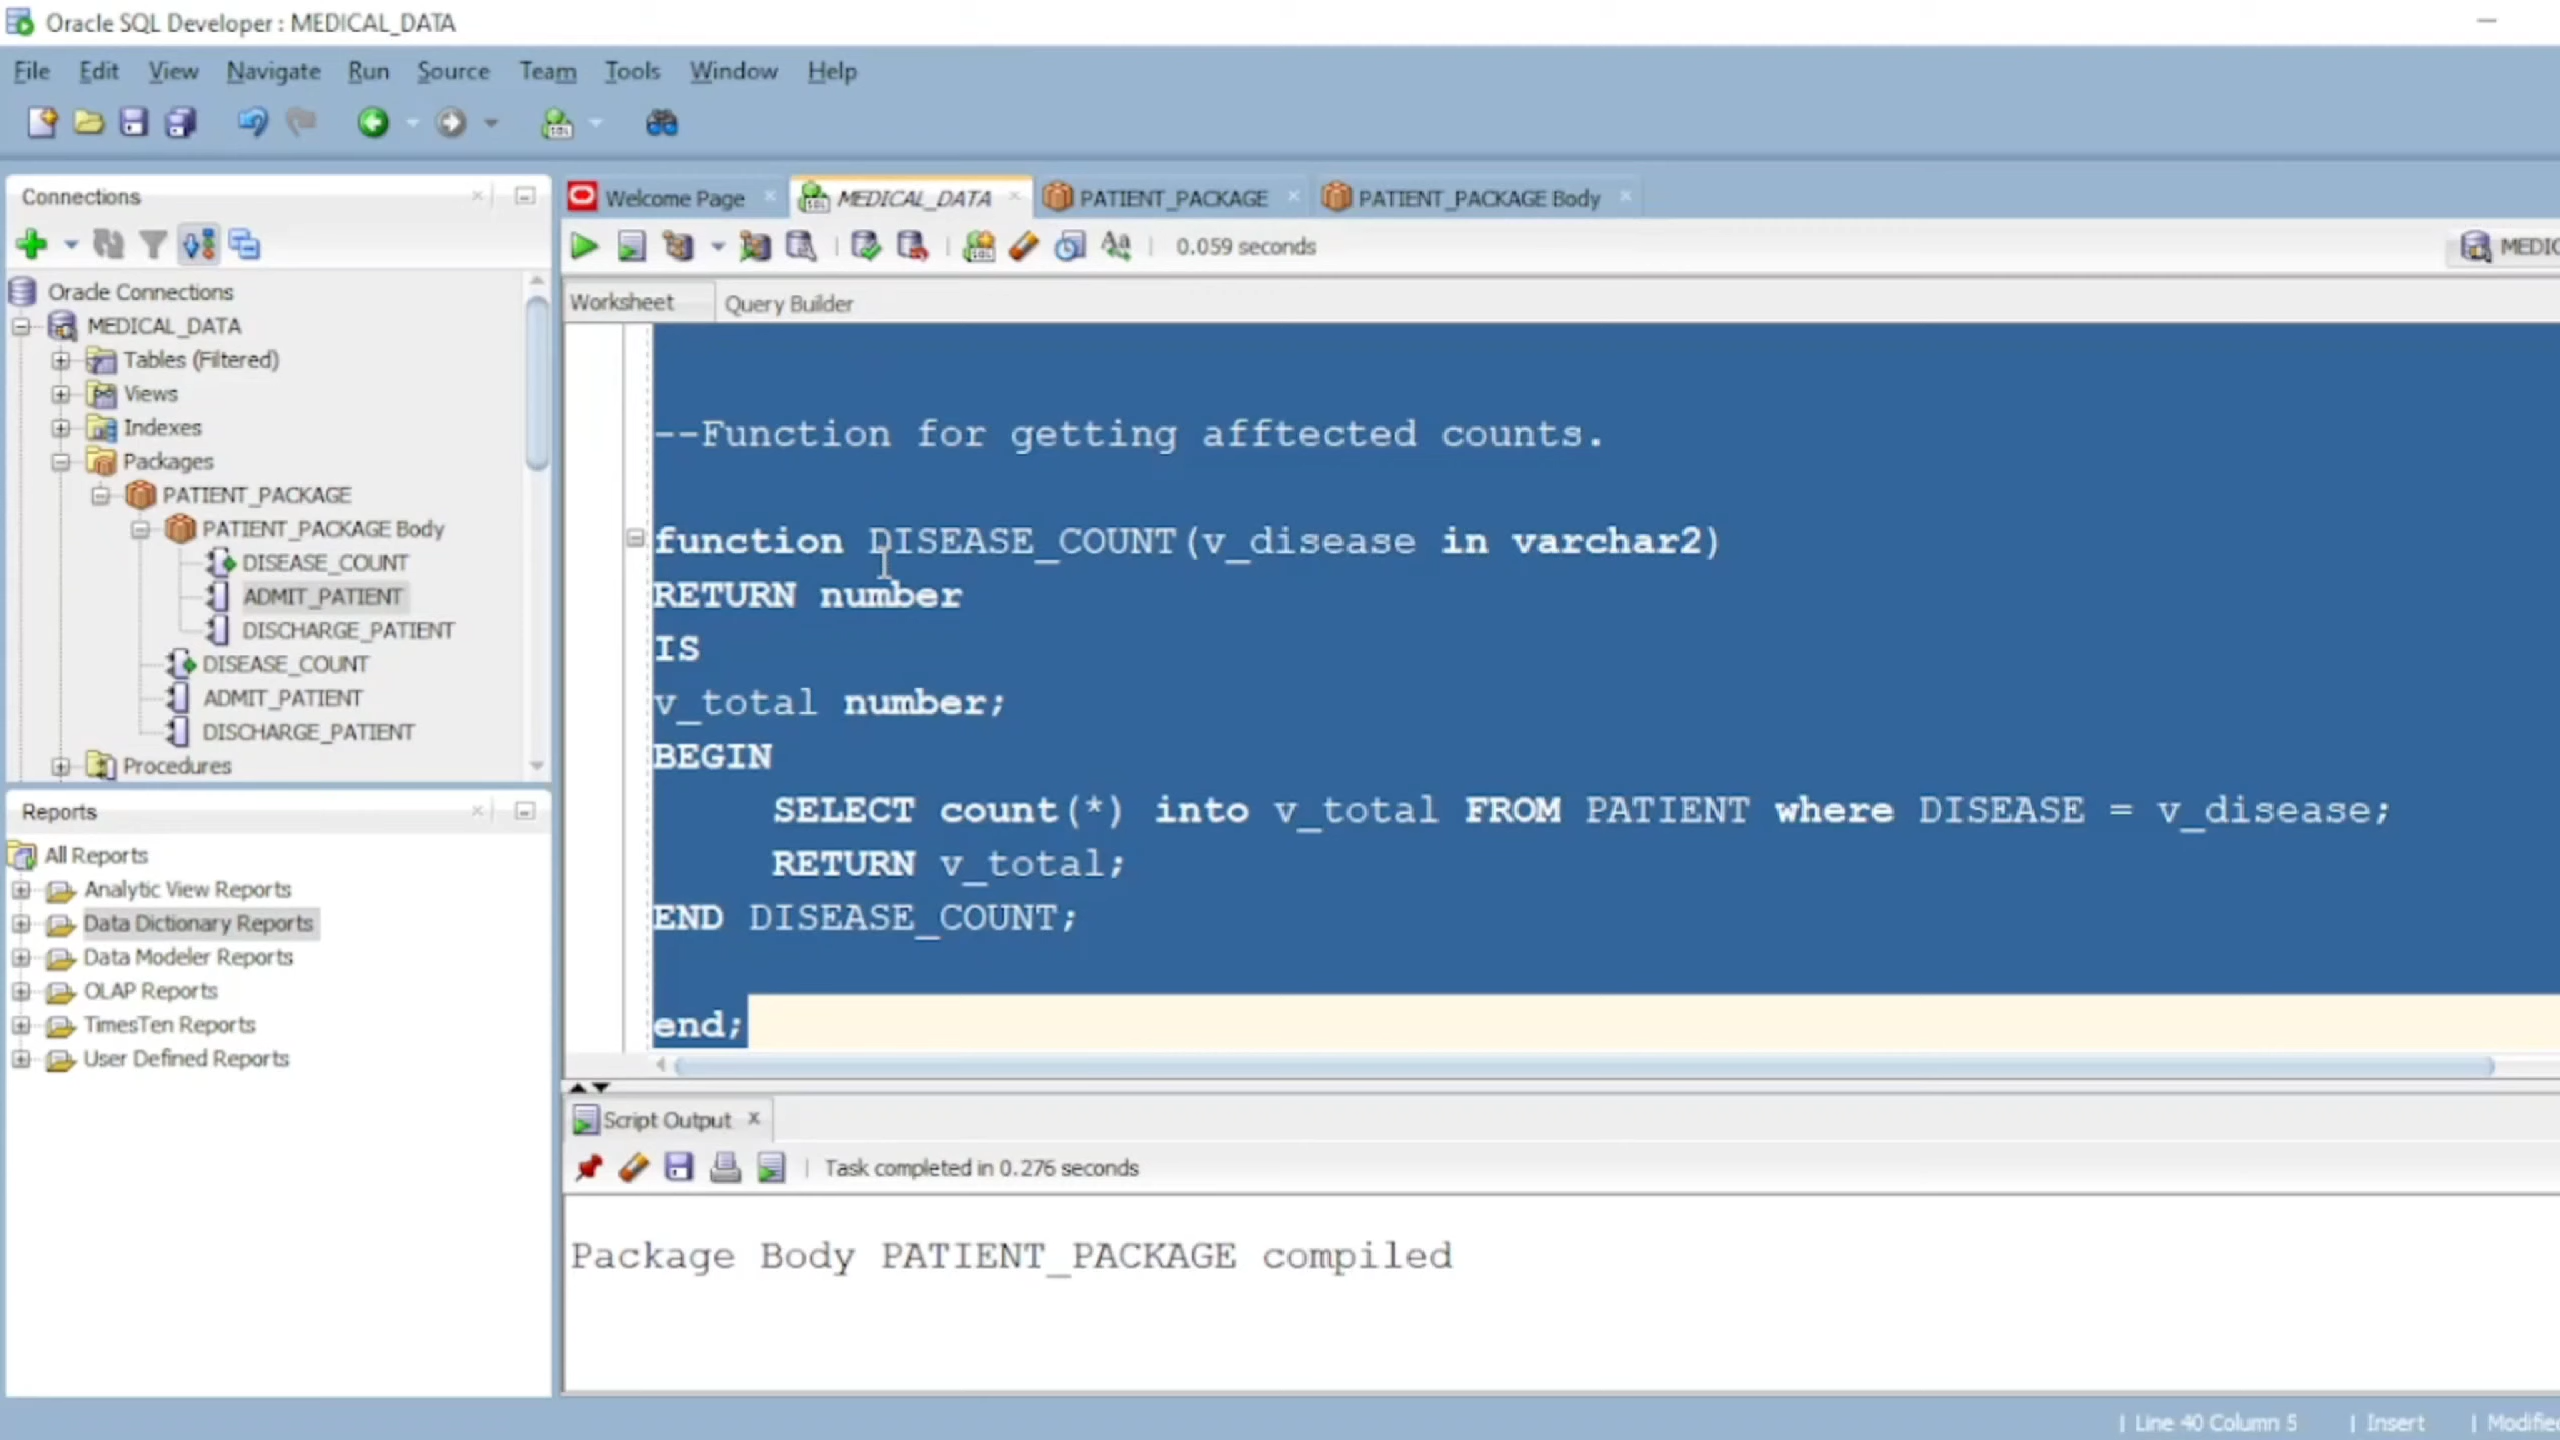 Oracle SQL Developer : MEDICAL_DATA
File Edit View Navigate Run Source Team Tools Window Help
Connections
Oracle Connections
MEDICAL_DATA
Tables (Filtered)
Views
Indexes
Packages
PATIENT_PACKAGE
PATIENT_PACKAGE Body
DISEASE_COUNT
ADMIT_PATIENT
DISCHARGE_PATIENT
DISEASE_COUNT
ADMIT_PATIENT
DISCHARGE_PATIENT
Procedures
Reports
All Reports
Analytic View Reports
Data Dictionary Reports
Data Modeler Reports
OLAP Reports
TimesTen Reports
User Defined Reports
Welcome Page MEDICAL_DATA PATIENT_PACKAGE PATIENT_PACKAGE Body
0.059 seconds
Worksheet Query Builder
--Function for getting afftected counts.
function DISEASE_COUNT(v_disease in varchar2)
RETURN number
IS
v_total number;
BEGIN
SELECT count(*) into v_total FROM PATIENT where DISEASE = v_disease;
RETURN v_total;
END DISEASE_COUNT;
end;
Script Output
Task completed in 0.276 seconds
Package Body PATIENT_PACKAGE compiled
Line 40 Column 5 Insert